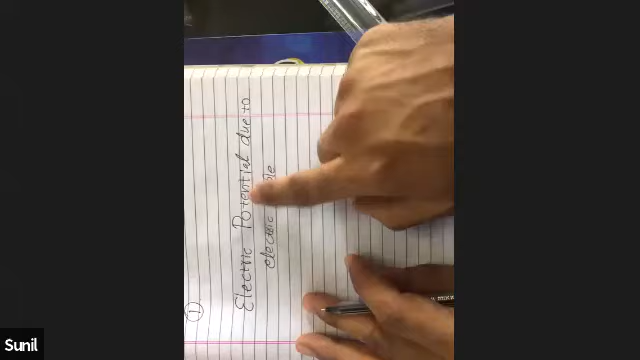 ①
Electric Potential due to
electric
Sunil